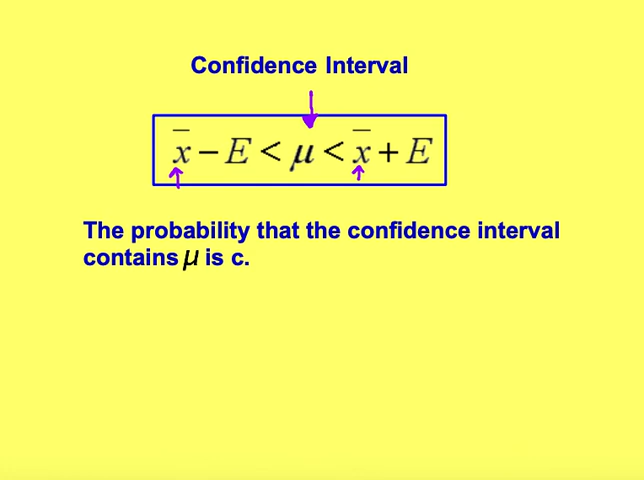 Confidence Interval
x̄ − E < μ < x̄ + E
The probability that the confidence interval
contains μ is c.